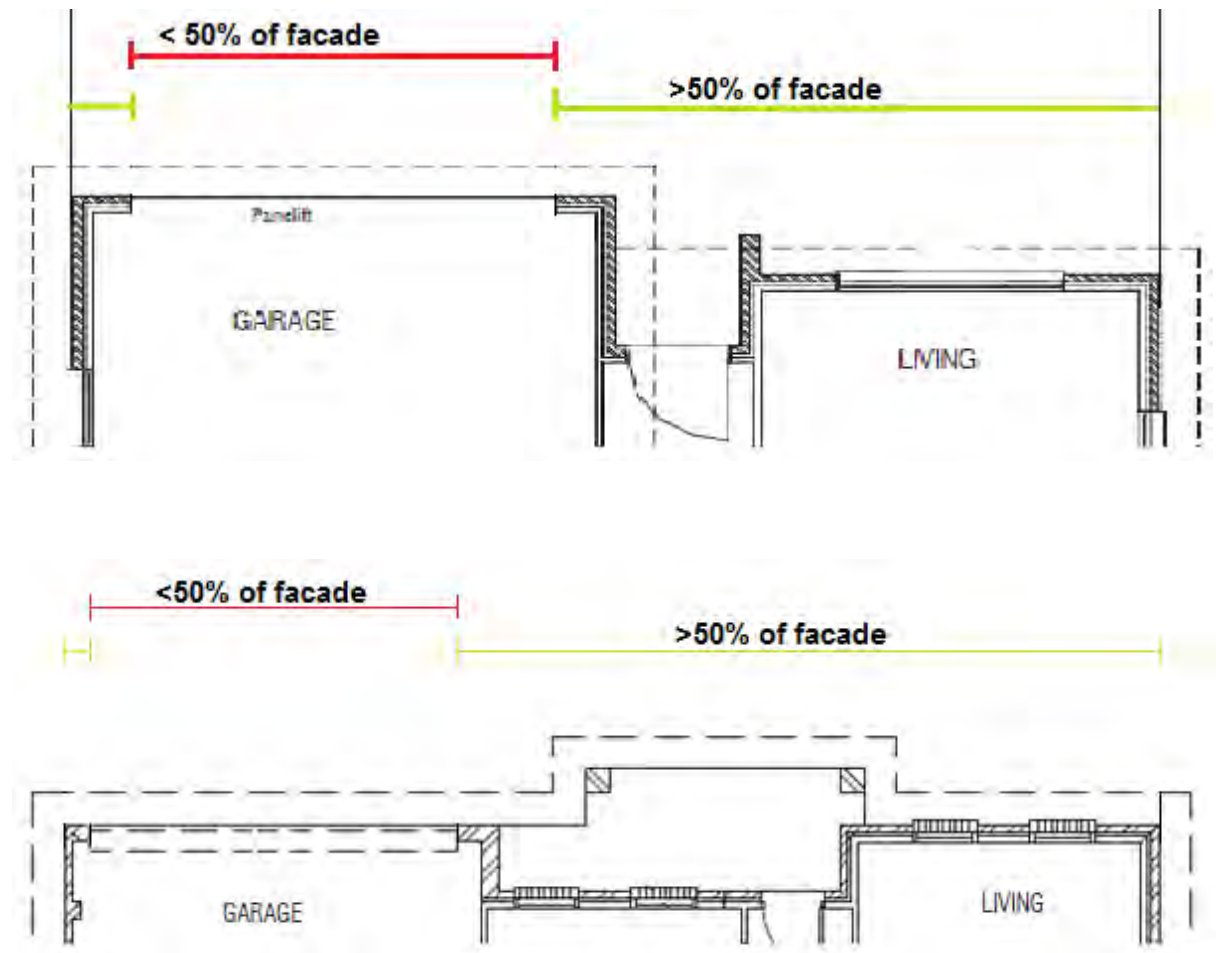 < 50% of facade
>50% of facade
Panelift
GARAGE
LIVING
<50% of facade
>50% of facade
GARAGE
LIVING